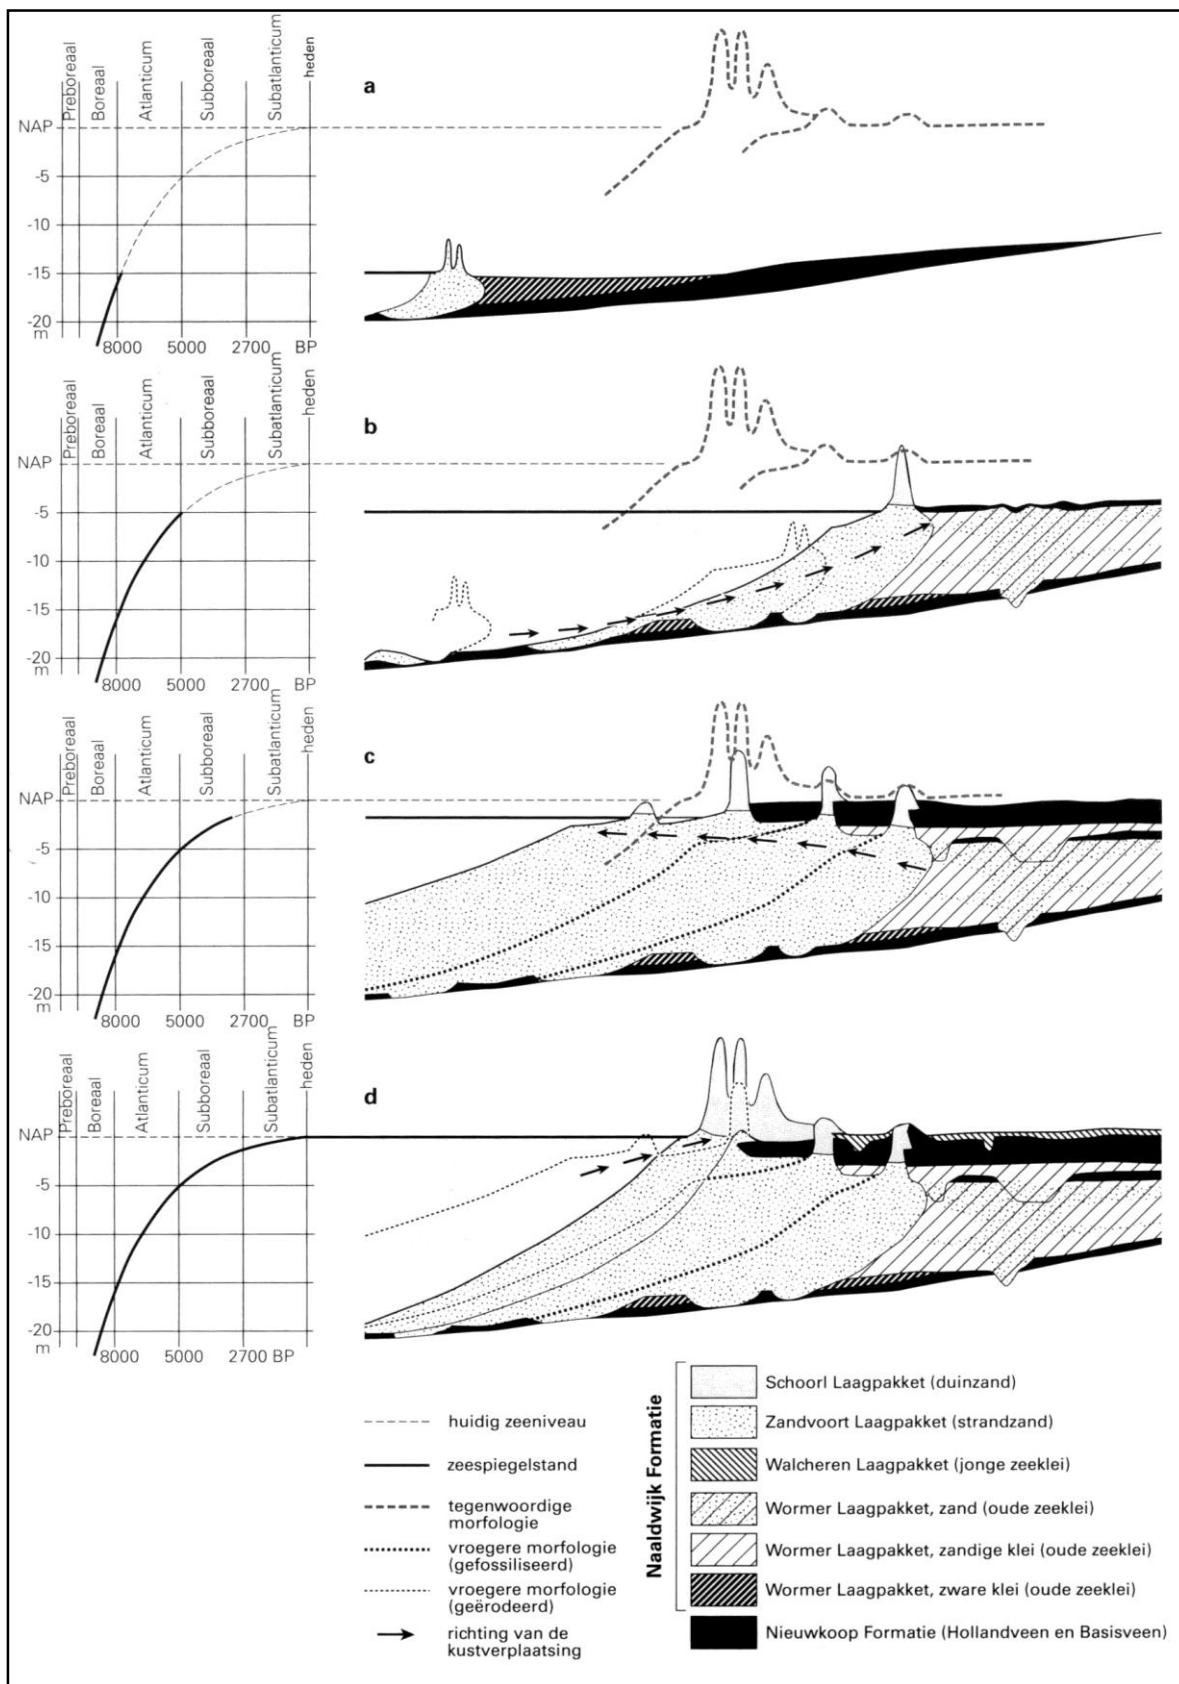 Preboreaal
Boreaal
Atlanticum
Subboreaal
Subatlanticum
heden
a
NAP
-5
-10
-15
-20
m
8000 5000 2700 BP
Preboreaal
Boreaal
Atlanticum
Subboreaal
Subatlanticum
heden
b
NAP
-5
-10
-15
-20
m
8000 5000 2700 BP
Preboreaal
Boreaal
Atlanticum
Subboreaal
Subatlanticum
heden
c
NAP
-5
-10
-15
-20
m
8000 5000 2700 BP
Preboreaal
Boreaal
Atlanticum
Subboreaal
Subatlanticum
heden
d
NAP
-5
-10
-15
-20
m
8000 5000 2700 BP
huidig zeeniveau
zeespiegelstand
tegenwoordige
morfologie
vroegere morfologie
(gefossiliseerd)
vroegere morfologie
(geërodeerd)
richting van de
kustverplaatsing
Naaldwijk Formatie
Schoorl Laagpakket (duinzand)
Zandvoort Laagpakket (strandzand)
Walcheren Laagpakket (jonge zeeklei)
Wormer Laagpakket, zand (oude zeeklei)
Wormer Laagpakket, zandige klei (oude zeeklei)
Wormer Laagpakket, zware klei (oude zeeklei)
Nieuwkoop Formatie (Hollandveen en Basisveen)